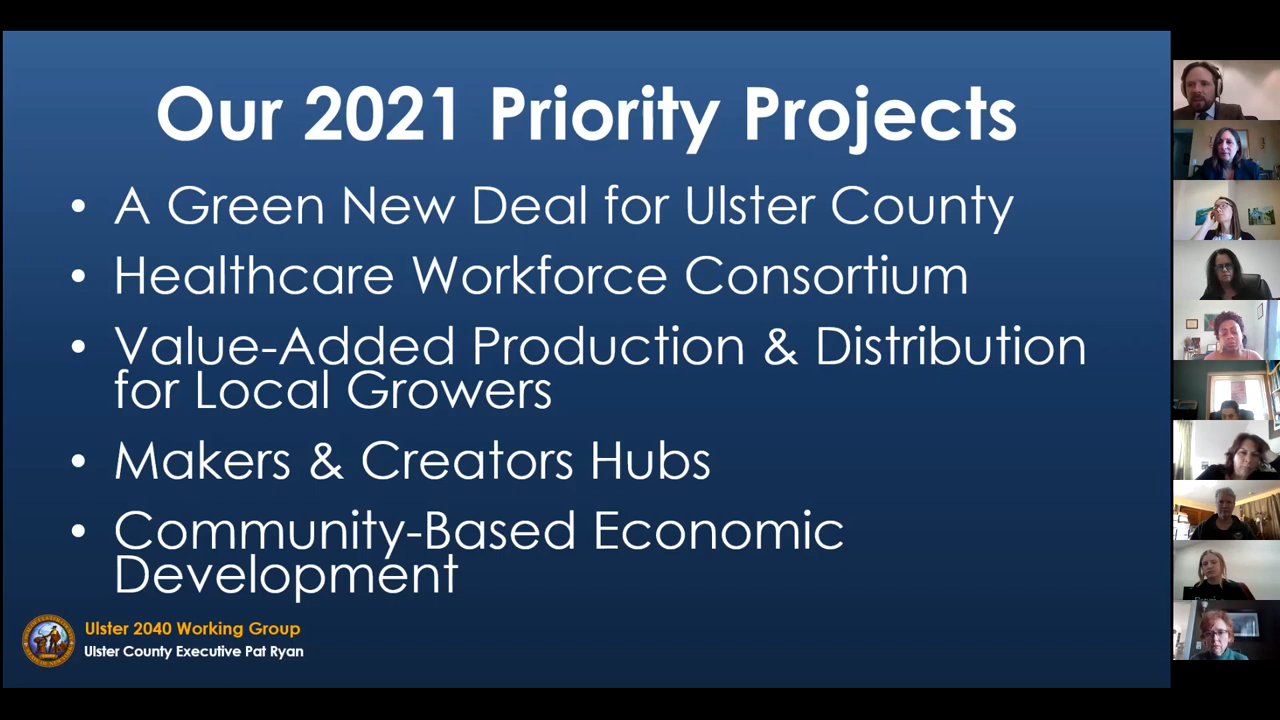 Our 2021 Priority Projects
• A Green New Deal for Ulster County
• Healthcare Workforce Consortium
• Value-Added Production & Distribution
for Local Growers
• Makers & Creators Hubs
• Community-Based Economic
Development
Ulster 2040 Working Group
Ulster County Executive Pat Ryan